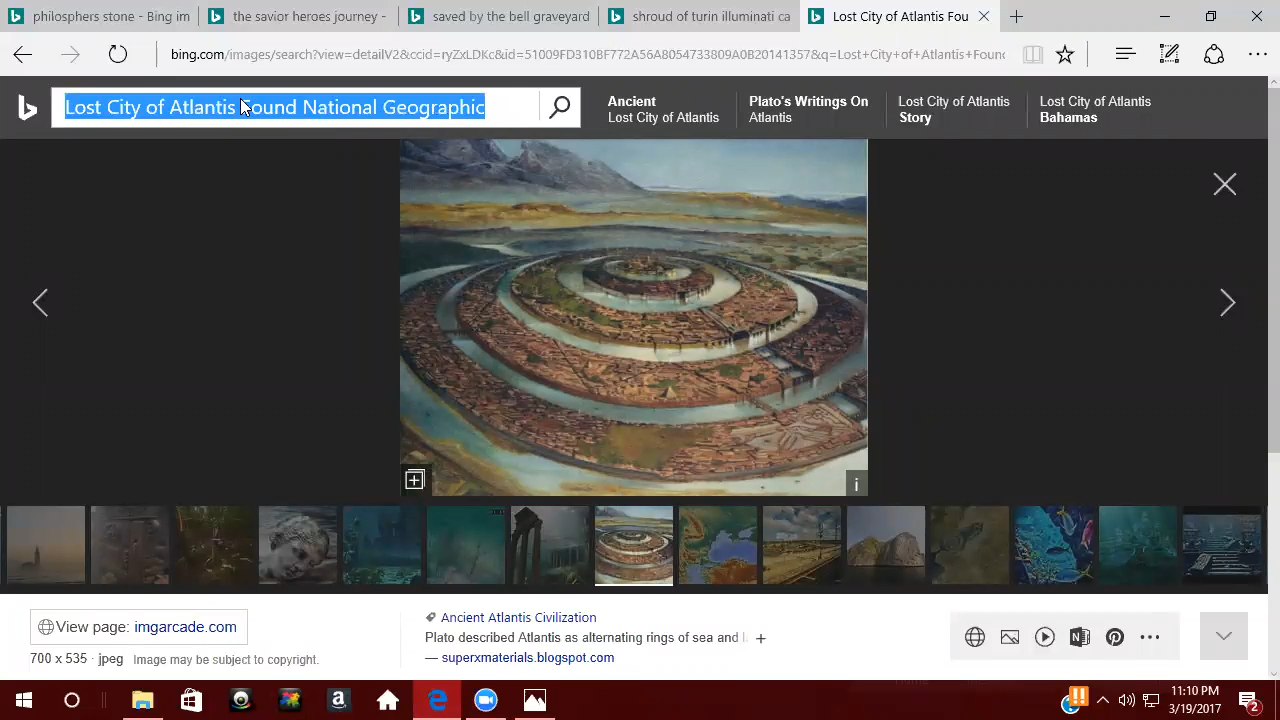 philosphers stone - Bing im
the savior heroes journey -
saved by the bell graveyard
shroud of turin illuminati ca
Lost City of Atlantis Fou
bing.com/images/search?view=detailV2&ccid=ryZxLDKc&id=51009FD310BF772A56A8054733809A0B20141357&q=Lost+City+of+Atlantis+Found
Lost City of Atlantis Found National Geographic
Ancient
Lost City of Atlantis
Plato's Writings On
Atlantis
Lost City of Atlantis
Story
Lost City of Atlantis
Bahamas
View page: imgarcade.com
700 x 535 · jpeg Image may be subject to copyright.
Ancient Atlantis Civilization
Plato described Atlantis as alternating rings of sea and
— superxmaterials.blogspot.com
11:10 PM
3/19/2017
2